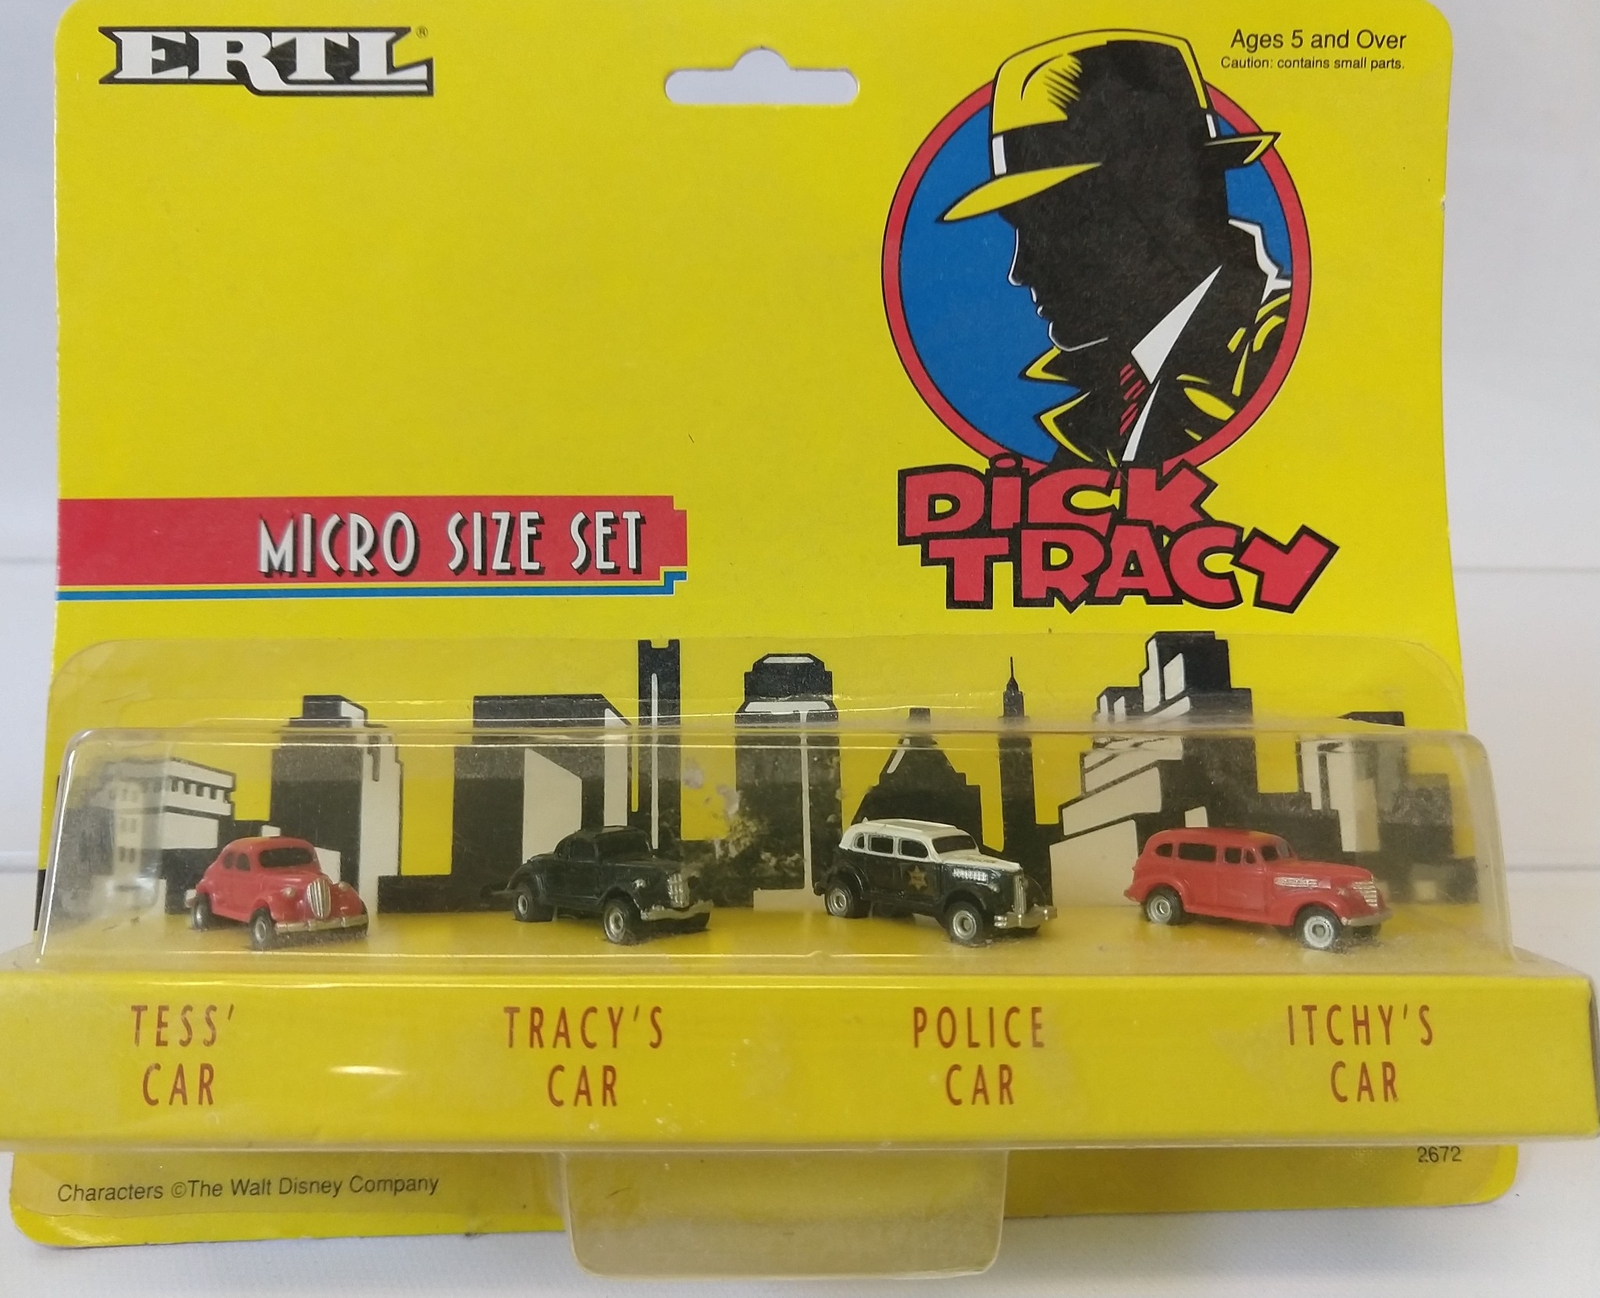 ERTL®
Ages 5 and Over
Caution: contains small parts.
DICK
TRACY
MICRO SIZE SET
TESS'
CAR
TRACY'S
CAR
POLICE
CAR
ITCHY'S
CAR
2672
Characters ©The Walt Disney Company